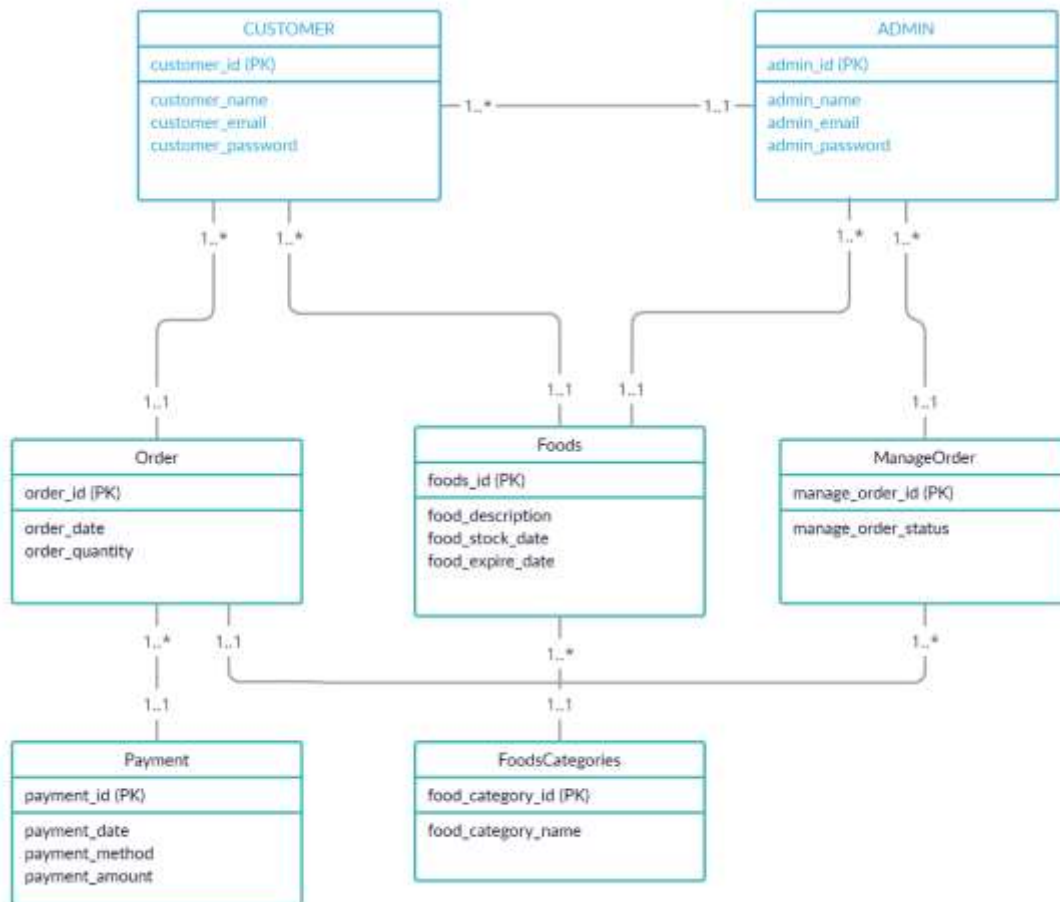 CUSTOMER
customer_id (PK)
customer_name
customer_email
customer_password
ADMIN
admin_id (PK)
admin_name
admin_email
admin_password
1..*
1..1
1..*
1..*
1..*
1..*
1..1
1..1
1..1
1..1
Order
order_id (PK)
order_date
order_quantity
Foods
foods_id (PK)
food_description
food_stock_date
food_expire_date
ManageOrder
manage_order_id (PK)
manage_order_status
1..*
1..1
1..*
1..*
1..1
1..1
Payment
payment_id (PK)
payment_date
payment_method
payment_amount
FoodsCategories
food_category_id (PK)
food_category_name